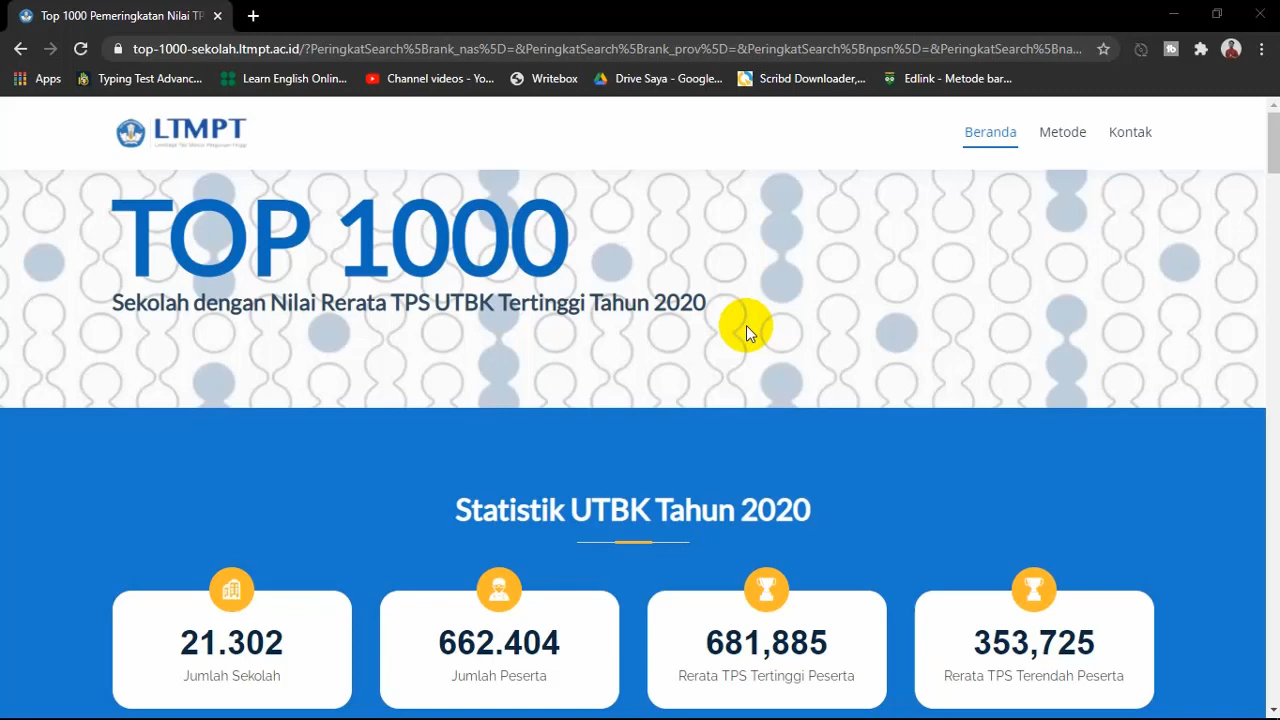 Top 1000 Pemeringkatan Nilai TP
top-1000-sekolah.ltmpt.ac.id/?PeringkatSearch%5Brank_nas%5D=&PeringkatSearch%5Brank_prov%5D=&PeringkatSearch%5Bnpsn%5D=&PeringkatSearch%5Bna...
Apps Typing Test Advanc... Learn English Onlin... Channel videos - Yo... Writebox Drive Saya - Google... Scribd Downloader,... Edlink - Metode bar...
LTMPT
Beranda Metode Kontak
TOP 1000
Sekolah dengan Nilai Rerata TPS UTBK Tertinggi Tahun 2020
Statistik UTBK Tahun 2020
21.302 662.404 681,885 353,725
Jumlah Sekolah Jumlah Peserta Rerata TPS Tertinggi Peserta Rerata TPS Terendah Peserta